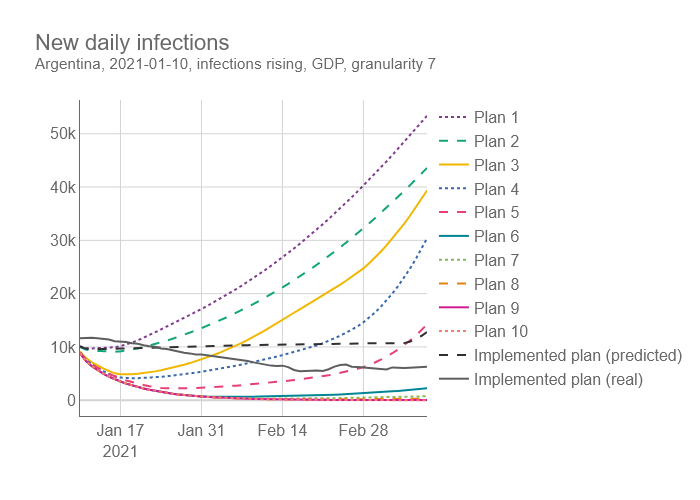 New daily infections
Argentina, 2021-01-10, infections rising, GDP, granularity 7
50k
40k
30k
20k
10k
0
Jan 17
2021
Jan 31
Feb 14
Feb 28
Plan 1
Plan 2
Plan 3
Plan 4
Plan 5
Plan 6
Plan 7
Plan 8
Plan 9
Plan 10
Implemented plan (predicted)
Implemented plan (real)